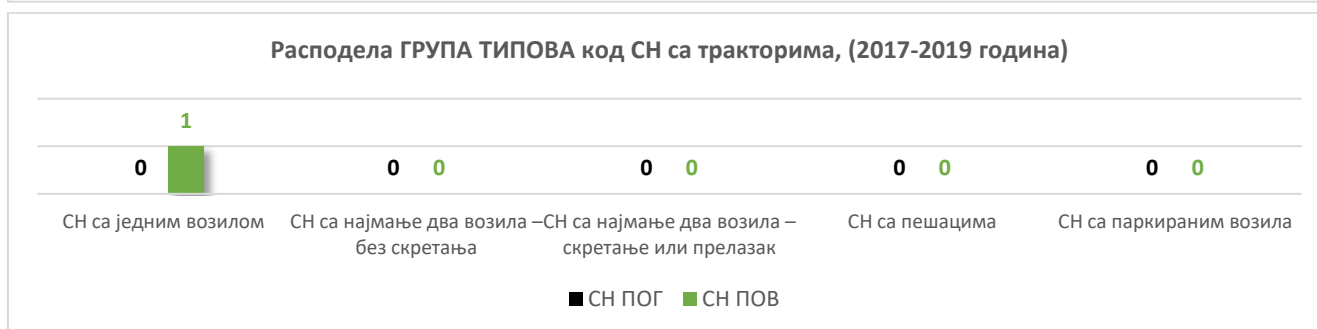 Расподела ГРУПА ТИПОВА код СН са тракторима, (2017-2019 година)
1
0
0 0
0 0
0 0
0 0
СН са једним возилом
СН са најмање два возила –
без скретања
СН са најмање два возила –
скретање или прелазак
СН са пешацима
СН са паркираним возила
СН ПОГ СН ПОВ